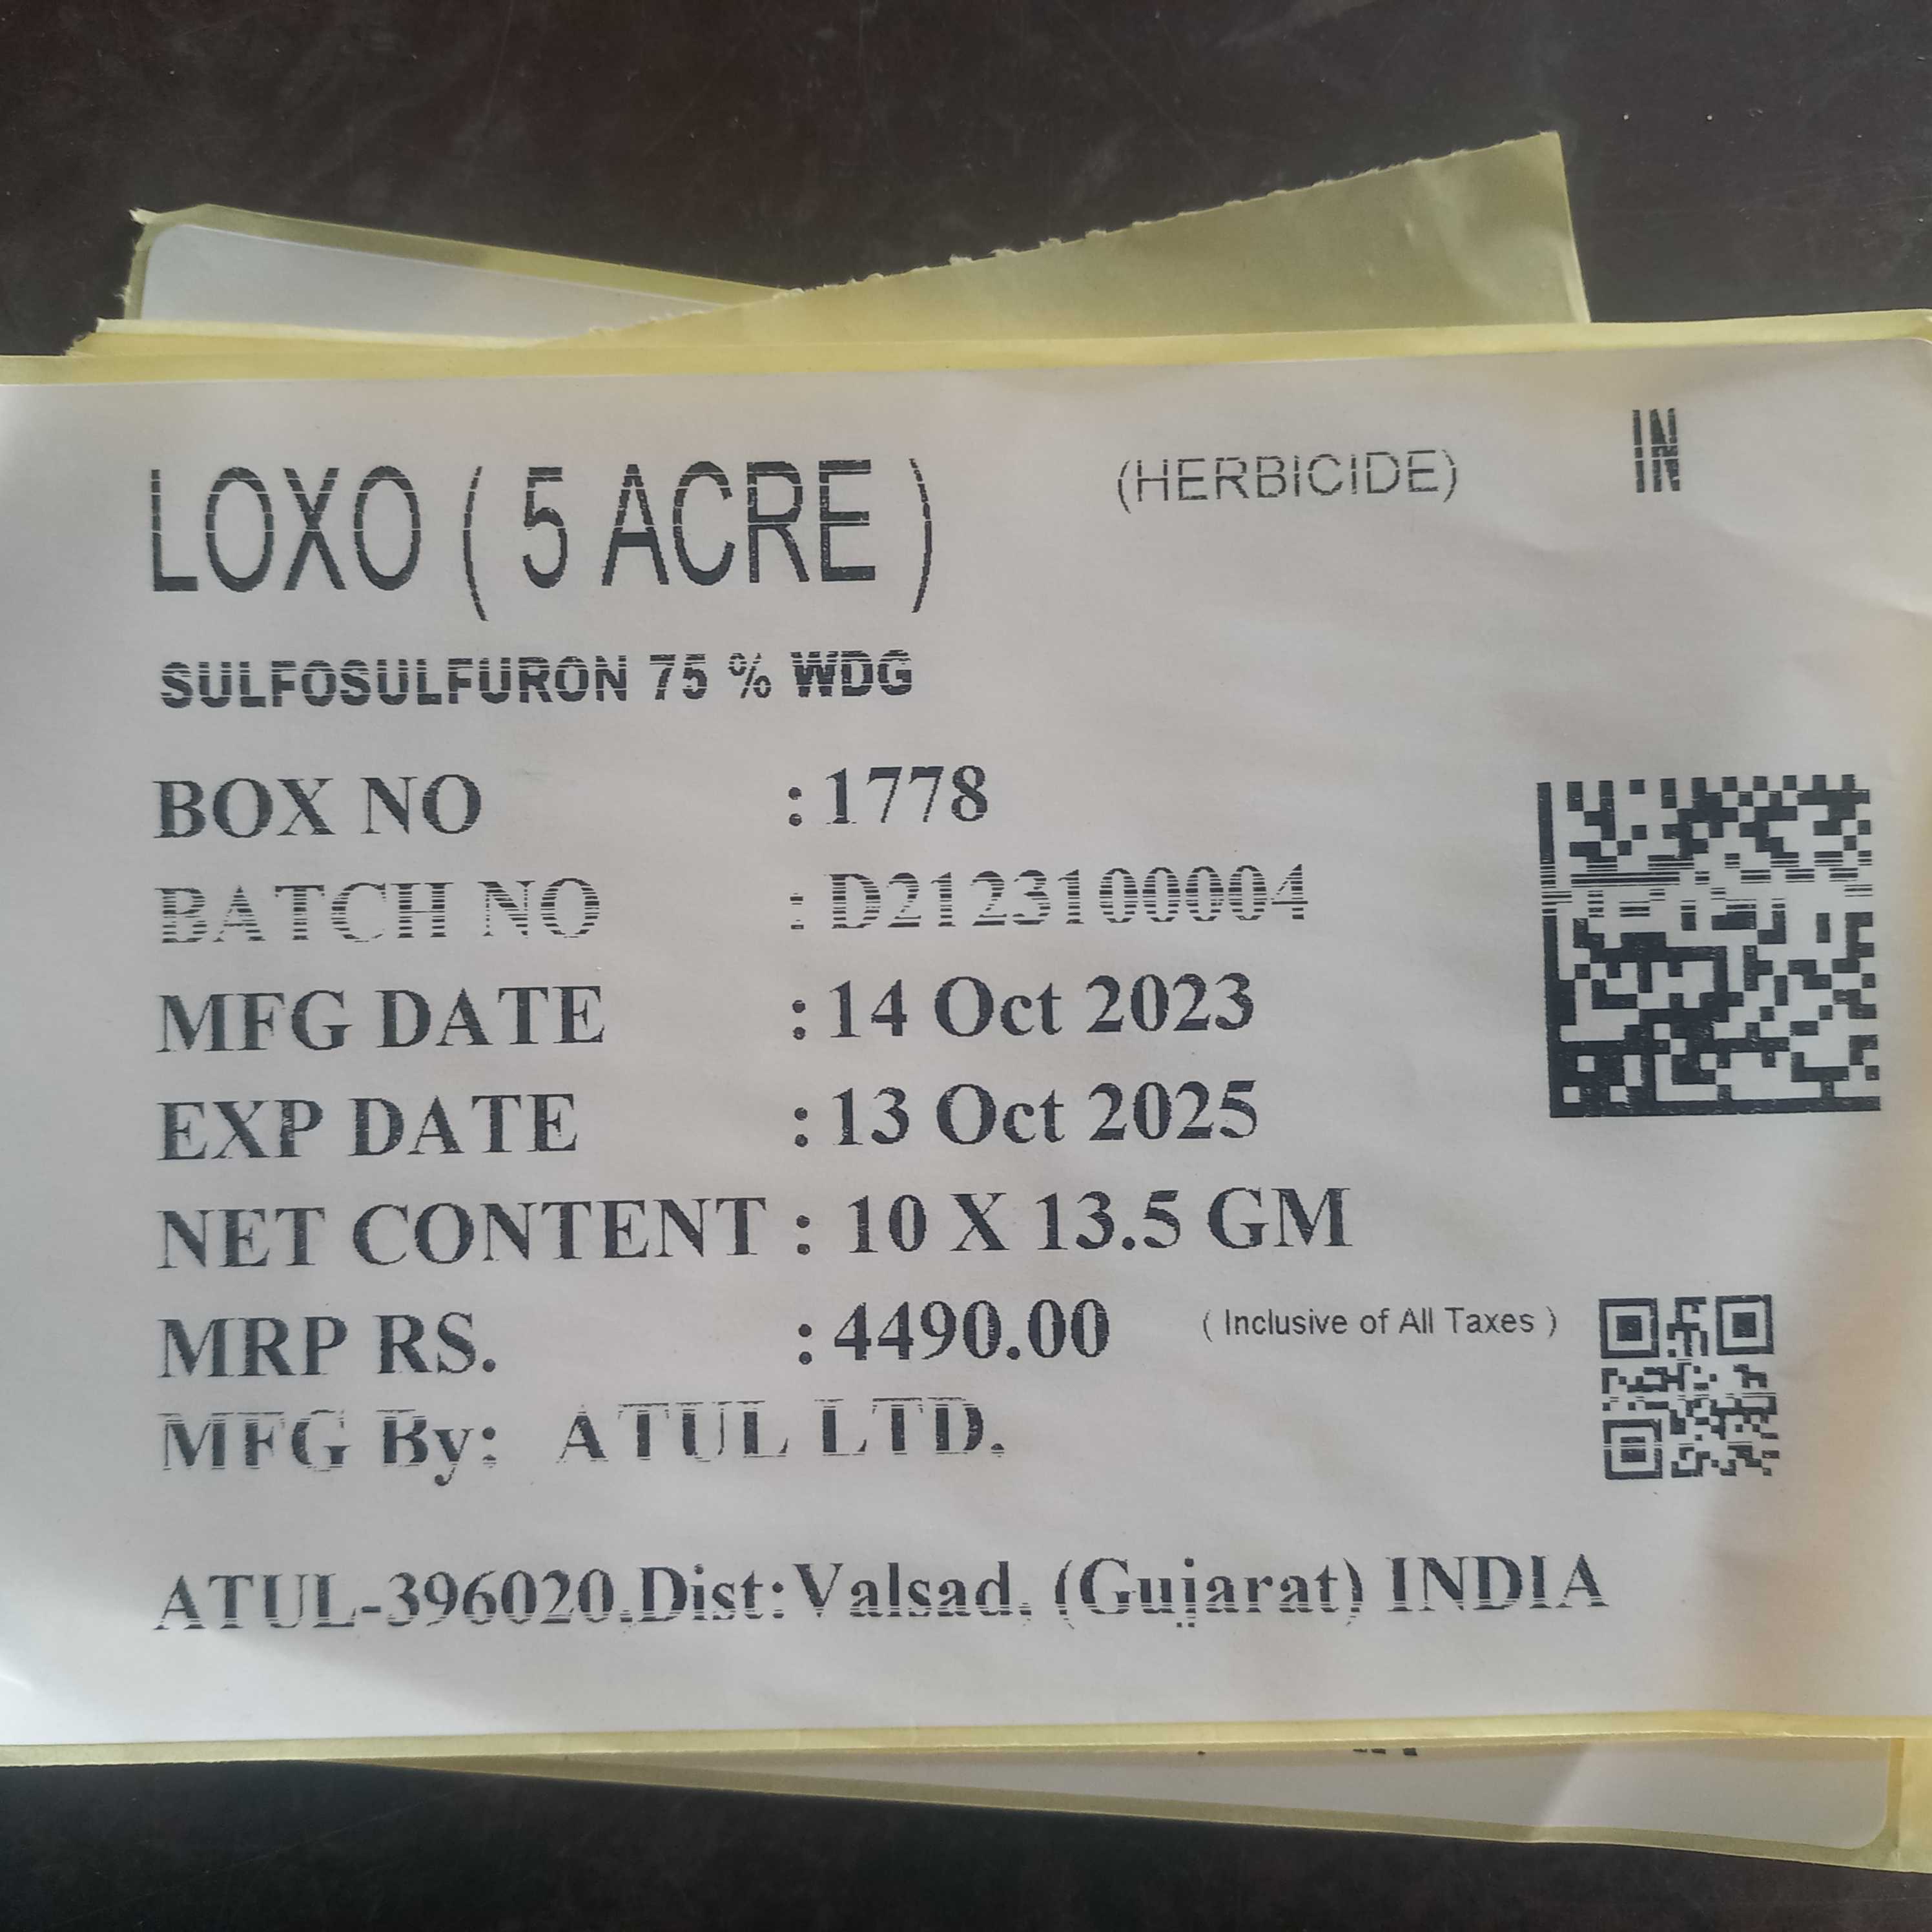 LOXO ( 5 ACRE ) (HERBICIDE) IN
SULFOSULFURON 75 % WDG
BOX NO : 1778
BATCH NO : D2123100004
MFG DATE : 14 Oct 2023
EXP DATE : 13 Oct 2025
NET CONTENT : 10 X 13.5 GM
MRP RS. : 4490.00 ( Inclusive of All Taxes )
MFG By: ATUL LTD.
ATUL-396020.Dist:Valsad. (Gujarat) INDIA